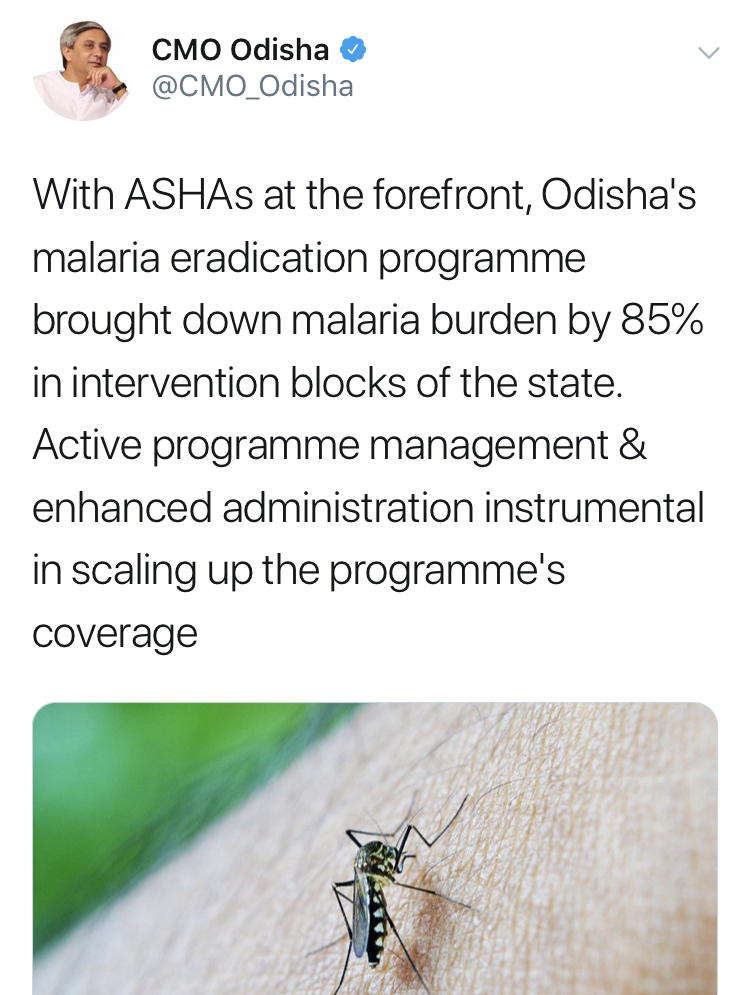 CMO Odisha
@CMO_Odisha
With ASHAs at the forefront, Odisha's
malaria eradication programme
brought down malaria burden by 85%
in intervention blocks of the state.
Active programme management &
enhanced administration instrumental
in scaling up the programme's
coverage